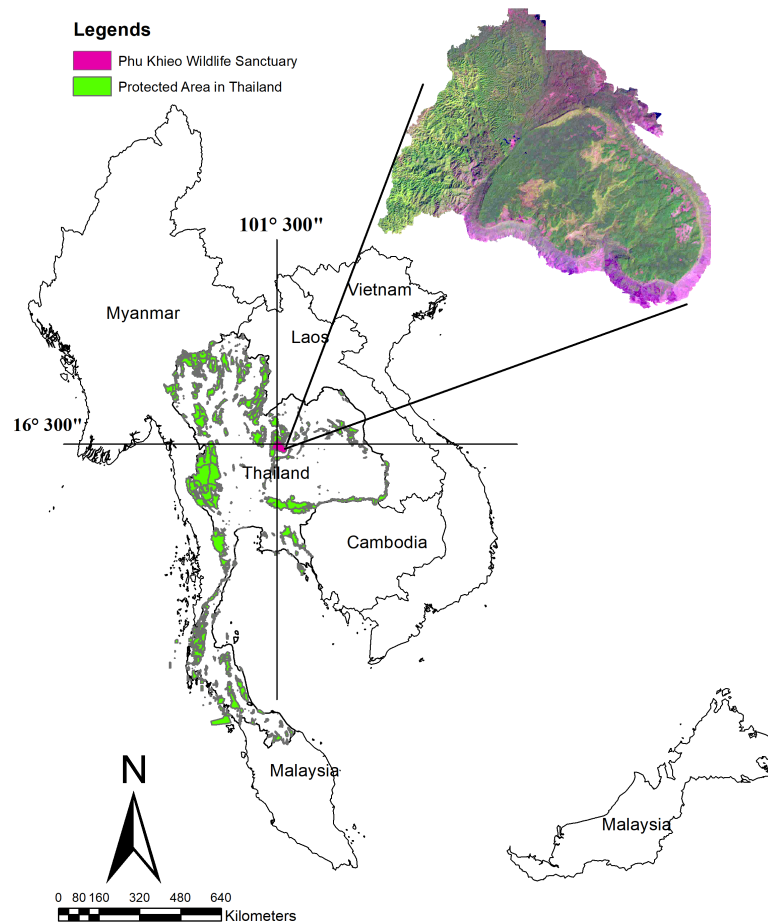 Legends
Phu Khieo Wildlife Sanctuary
Protected Area in Thailand
101° 300"
Vietnam
Myanmar
Laos
16° 300"
Thailand
Cambodia
N
Malaysia
Malaysia
0 80 160 320 480 640
Kilometers